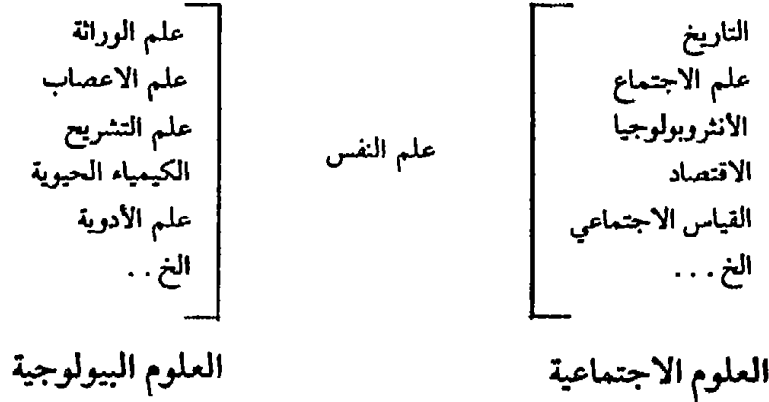 التاريخ
علم الاجتماع
الأنثروبولوجيا
الاقتصاد
القياس الاجتماعي
الخ . . .
العلوم الاجتماعية
علم النفس
علم الوراثة
علم الاعصاب
علم التشريح
الكيمياء الحيوية
علم الأدوية
الخ . .
العلوم البيولوجية